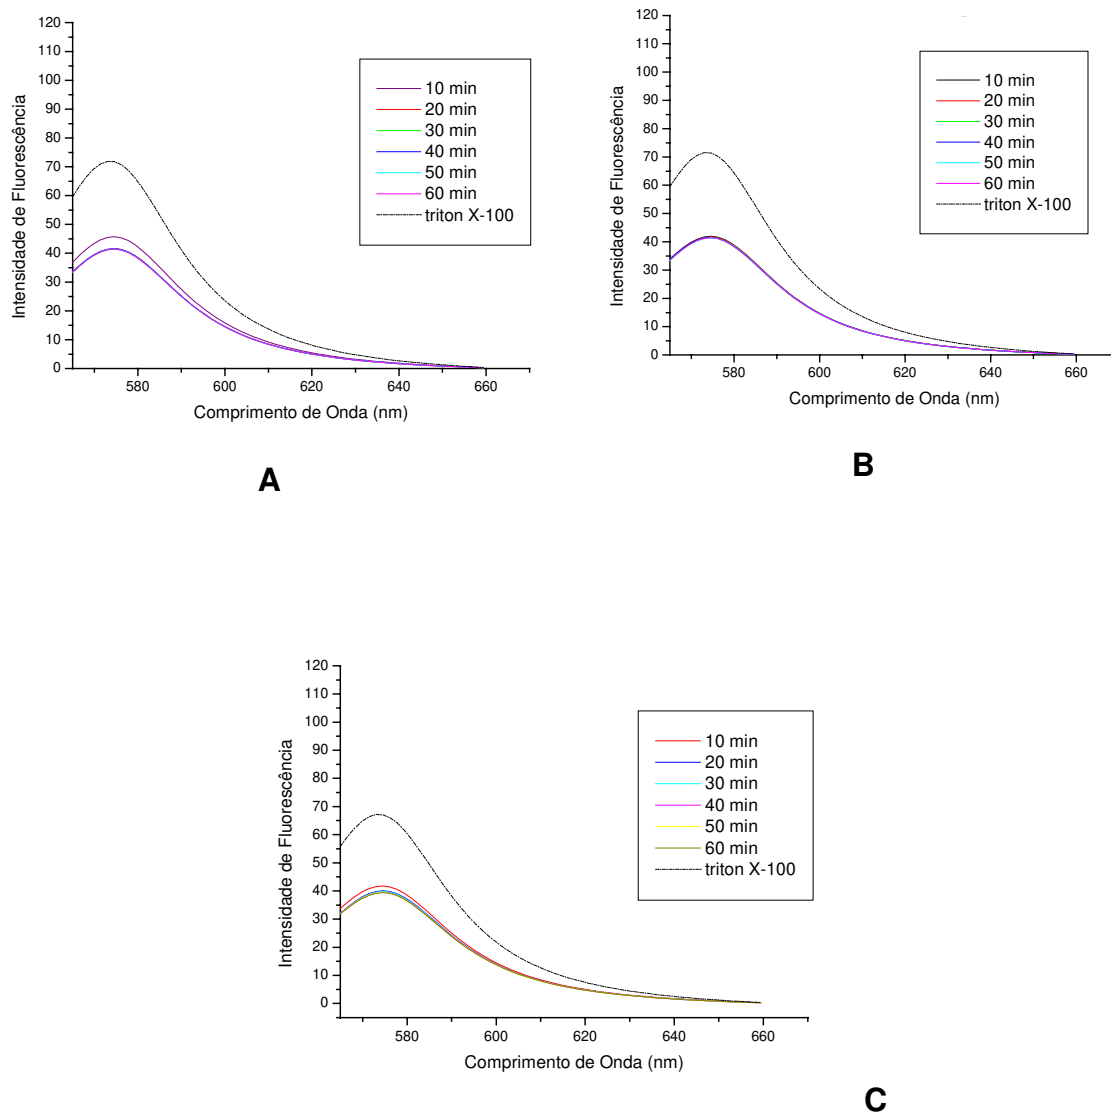 120
110
100
90
80
70
60
50
40
30
20
10
0
580
600
620
640
660
Intensidade de Fluorescência
Comprimento de Onda (nm)
10 min
20 min
30 min
40 min
50 min
60 min
triton X-100
A
120
110
100
90
80
70
60
50
40
30
20
10
0
580
600
620
640
660
Intensidade de Fluorescência
Comprimento de Onda (nm)
10 min
20 min
30 min
40 min
50 min
60 min
triton X-100
B
120
110
100
90
80
70
60
50
40
30
20
10
0
580
600
620
640
660
Intensidade de Fluorescência
Comprimento de Onda (nm)
10 min
20 min
30 min
40 min
50 min
60 min
triton X-100
C